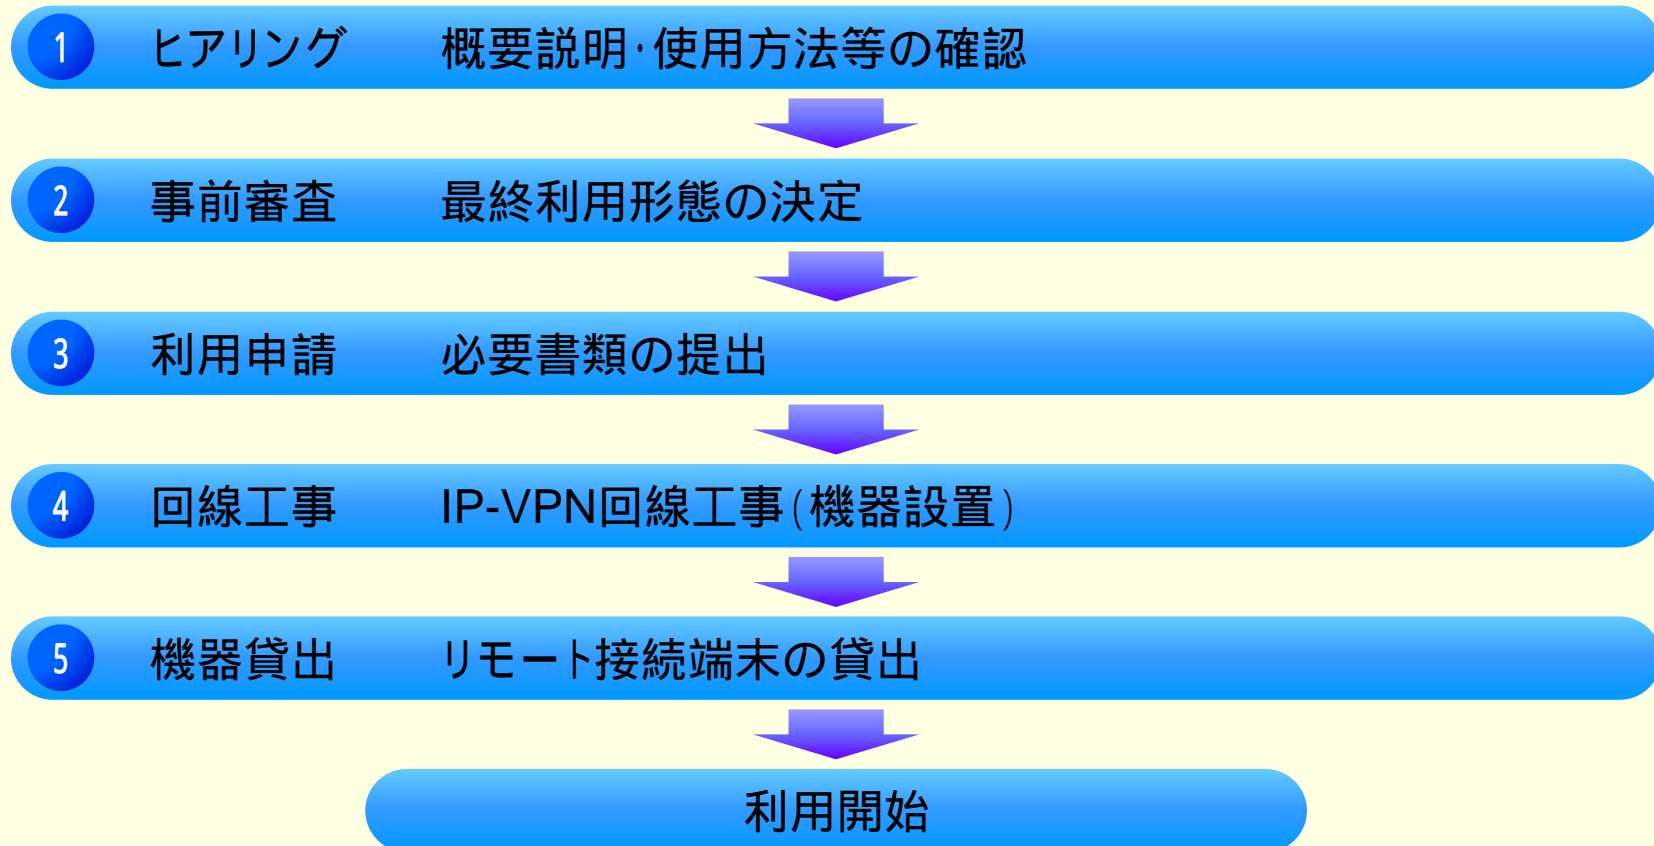 1 ヒアリング 概要説明・使用方法等の確認
2 事前審査 最終利用形態の決定
3 利用申請 必要書類の提出
4 回線工事 IP-VPN回線工事(機器設置)
5 機器貸出 リモート接続端末の貸出
利用開始